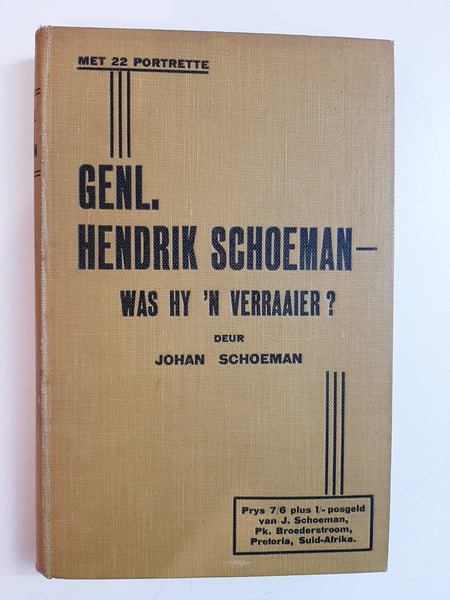 MET 22 PORTRETTE
GENL.
HENDRIK SCHOEMAN—
WAS HY 'N VERRAAIER?
DEUR
JOHAN SCHOEMAN
Prys 7/6 plus 1/- posgeld
van J. Schoeman,
Pk. Broederstroom,
Pretoria, Suid-Afrika.